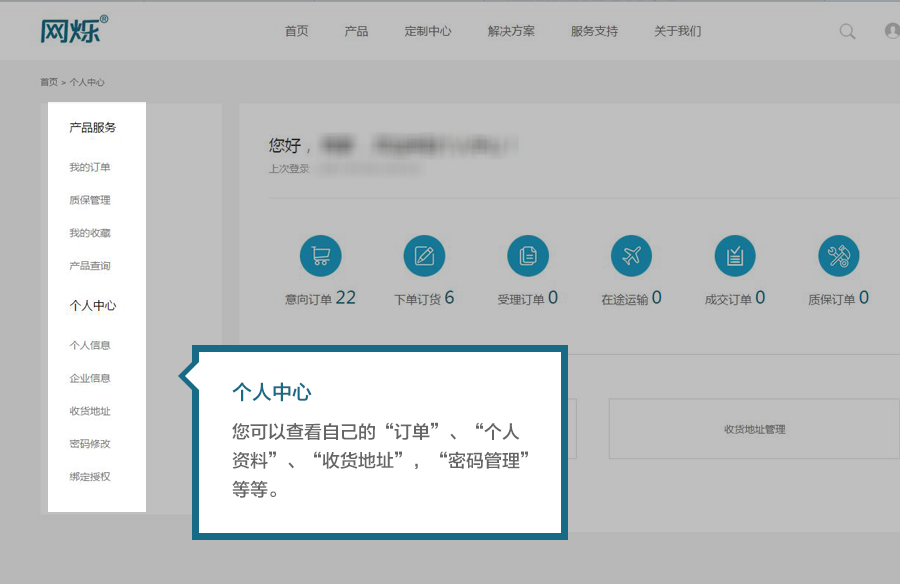 网烁®
首页 产品 定制中心 解决方案 服务支持 关于我们
首页 > 个人中心
产品服务
我的订单
质保管理
我的收藏
产品查询
个人中心
个人信息
企业信息
收货地址
密码修改
绑定授权
您好，
上次登录
意向订单 22 下单订货 6 受理订单 0 在途运输 0 成交订单 0 质保订单 0
收货地址管理
个人中心
您可以查看自己的“订单”、“个人
资料”、“收货地址”，“密码管理”
等等。